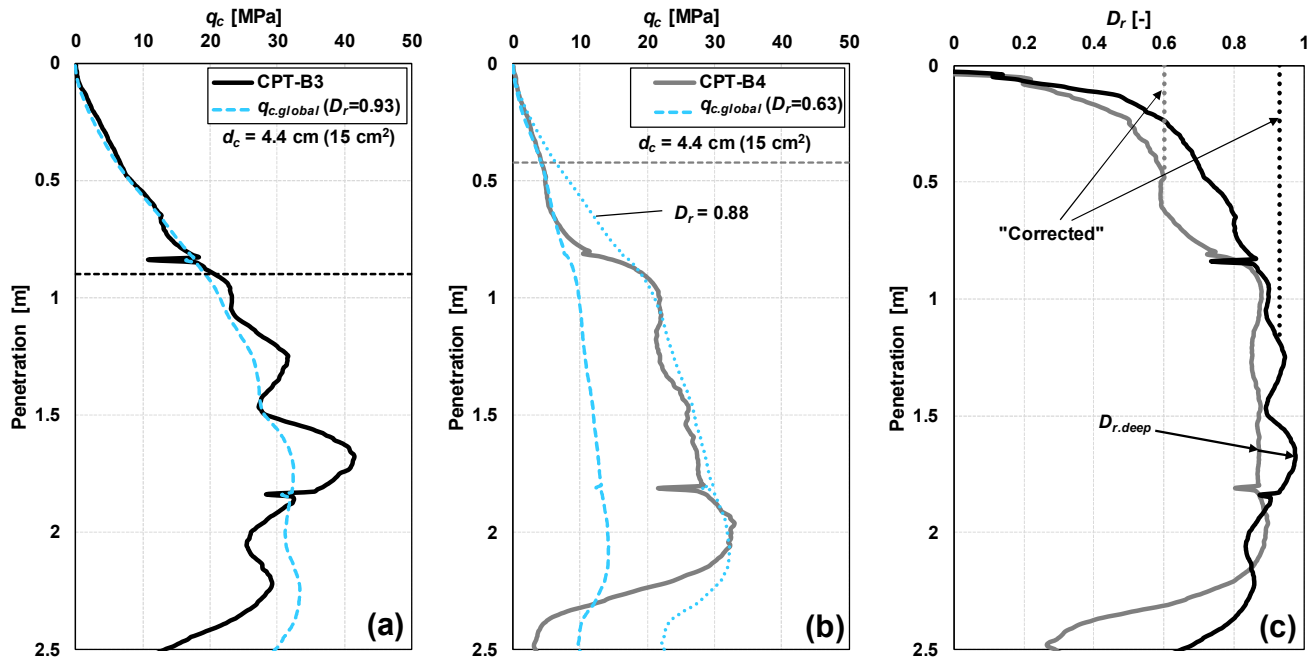 q_c [MPa]
0 10 20 30 40 50
0
0.5
1
1.5
2
2.5
Penetration [m]
CPT-B3
q_c.global (D_r=0.93)
d_c = 4.4 cm (15 cm²)
(a)
q_c [MPa]
0 10 20 30 40 50
0
0.5
1
1.5
2
2.5
Penetration [m]
CPT-B4
q_c.global (D_r=0.63)
d_c = 4.4 cm (15 cm²)
D_r = 0.88
(b)
D_r [-]
0 0.2 0.4 0.6 0.8 1
0
0.5
1
1.5
2
2.5
Penetration [m]
"Corrected"
D_r.deep
(c)